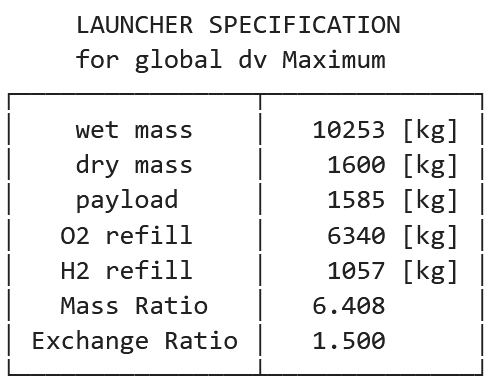 LAUNCHER SPECIFICATION
for global dv Maximum
wet mass 10253 [kg]
dry mass 1600 [kg]
payload 1585 [kg]
O2 refill 6340 [kg]
H2 refill 1057 [kg]
Mass Ratio 6.408
Exchange Ratio 1.500